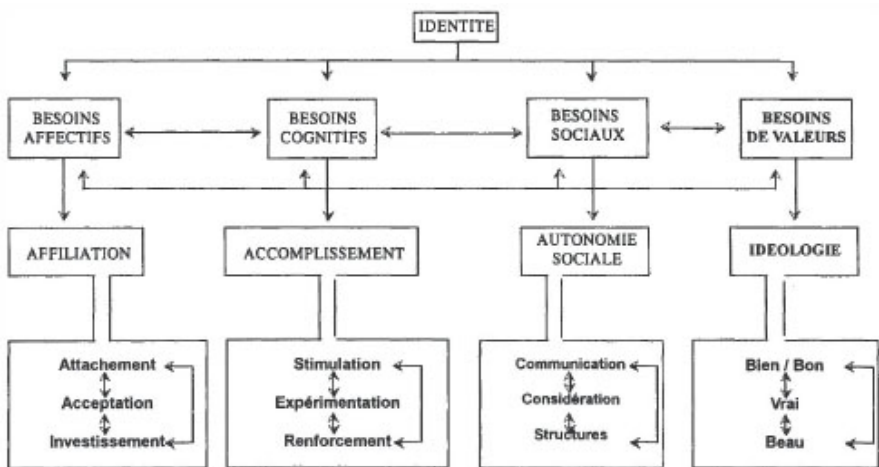 IDENTITE
BESOINS
AFFECTIFS
BESOINS
COGNITIFS
BESOINS
SOCIAUX
BESOINS
DE VALEURS
AFFILIATION
ACCOMPLISSEMENT
AUTONOMIE
SOCIALE
IDEOLOGIE
Attachement
Acceptation
Investissement
Stimulation
Expérimentation
Renforcement
Communication
Considération
Structures
Bien / Bon
Vrai
Beau